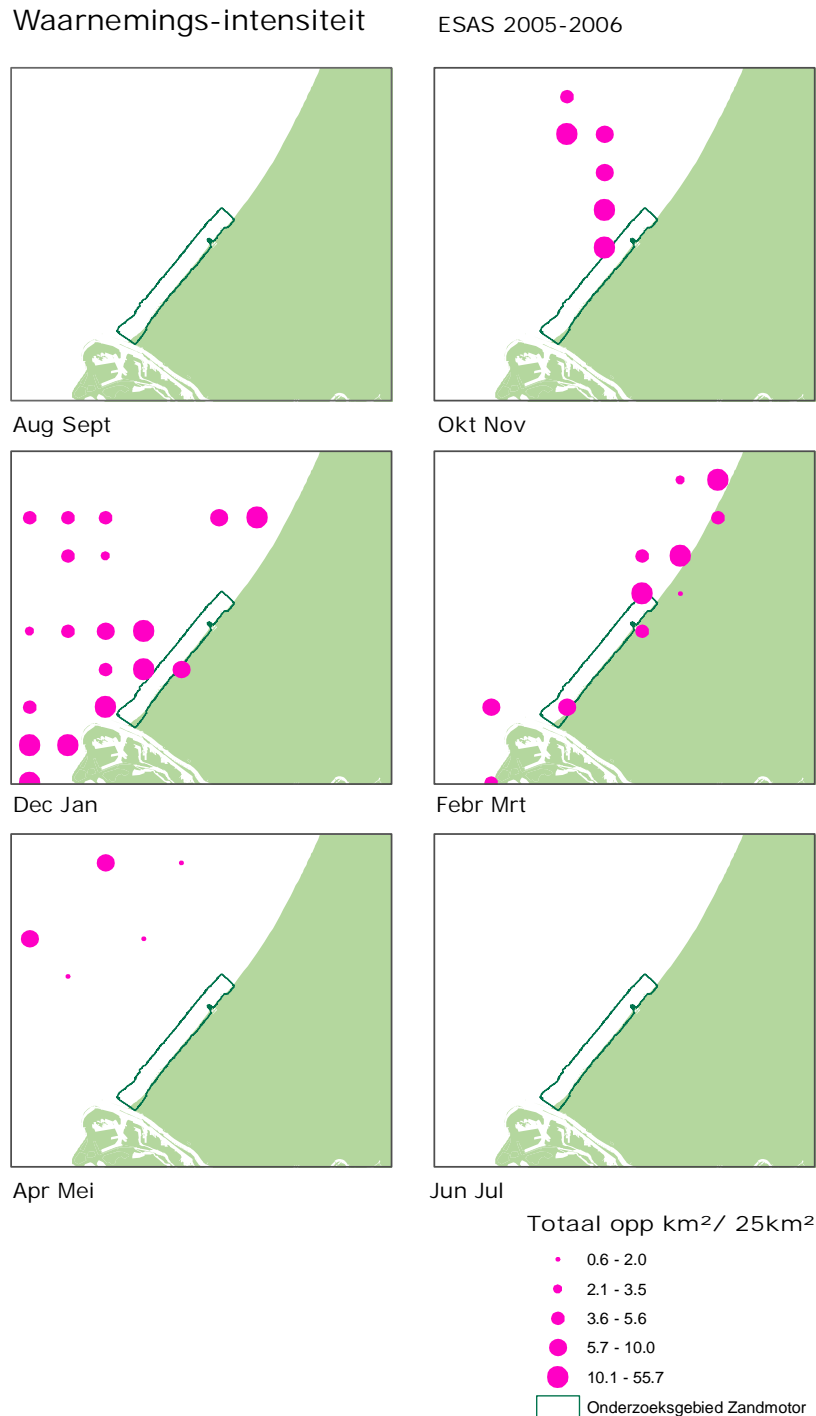 Waarnemings-intensiteit ESAS 2005-2006
Aug Sept
Okt Nov
Dec Jan
Febr Mrt
Apr Mei
Jun Jul
Totaal opp km²/ 25km²
0.6 - 2.0
2.1 - 3.5
3.6 - 5.6
5.7 - 10.0
10.1 - 55.7
Onderzoeksgebied Zandmotor